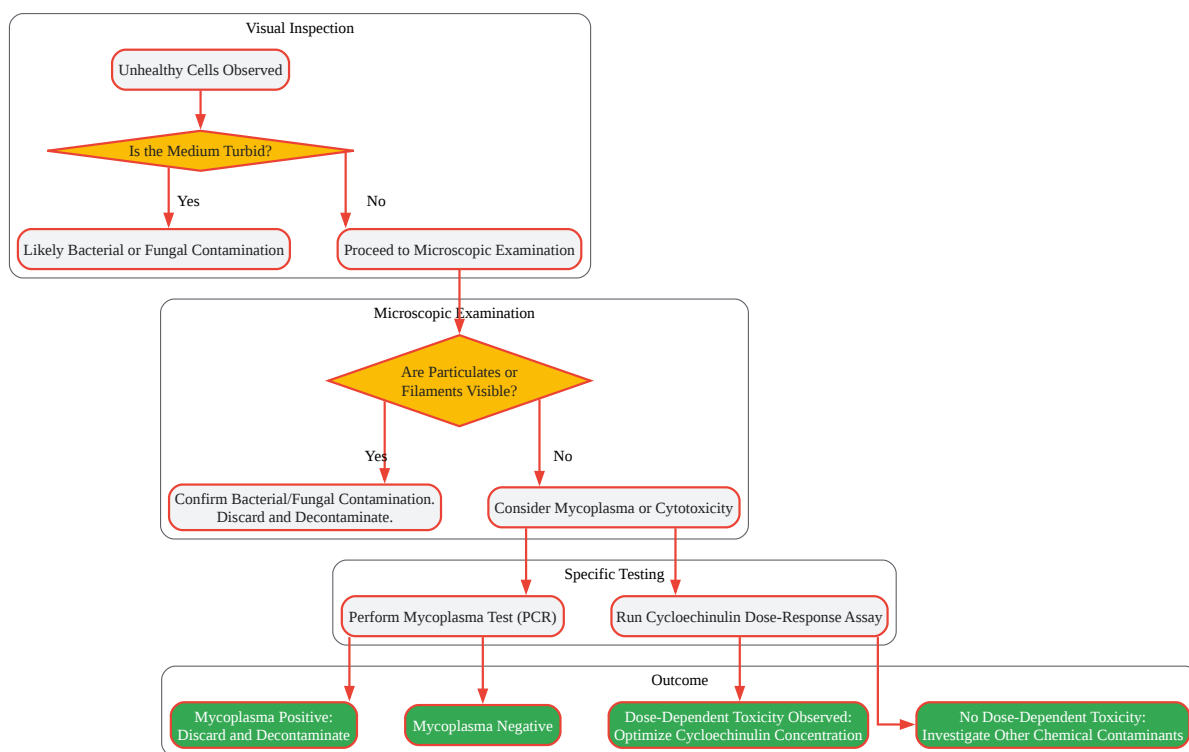 Visual Inspection
Unhealthy Cells Observed
Is the Medium Turbid?
Yes
No
Likely Bacterial or Fungal Contamination
Proceed to Microscopic Examination
Microscopic Examination
Are Particulates or
Filaments Visible?
Yes
No
Confirm Bacterial/Fungal Contamination.
Discard and Decontaminate.
Consider Mycoplasma or Cytotoxicity
Specific Testing
Perform Mycoplasma Test (PCR)
Run Cycloechinulin Dose-Response Assay
Outcome
Mycoplasma Positive:
Discard and Decontaminate
Mycoplasma Negative
Dose-Dependent Toxicity Observed:
Optimize Cycloechinulin Concentration
No Dose-Dependent Toxicity:
Investigate Other Chemical Contaminants